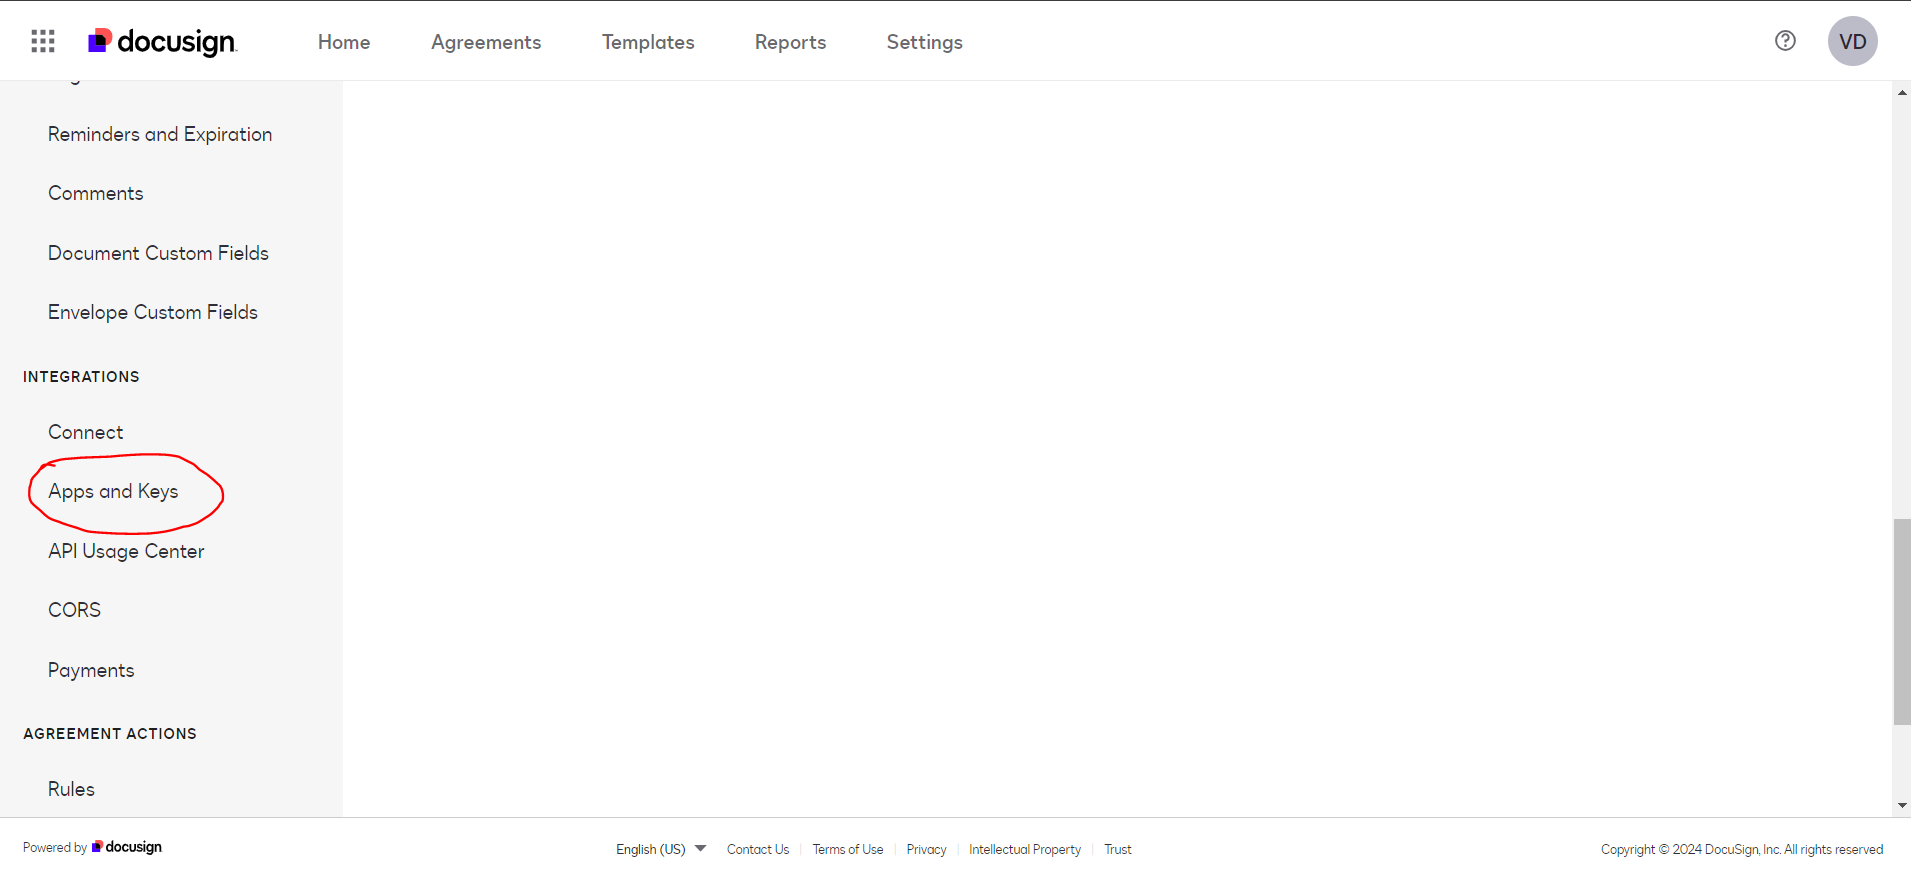 docusign
Home
Agreements
Templates
Reports
Settings
VD
Reminders and Expiration
Comments
Document Custom Fields
Envelope Custom Fields
INTEGRATIONS
Connect
Apps and Keys
API Usage Center
CORS
Payments
AGREEMENT ACTIONS
Rules
Powered by docusign
English (US)
Contact Us
Terms of Use
Privacy
Intellectual Property
Trust
Copyright © 2024 DocuSign, Inc. All rights reserved